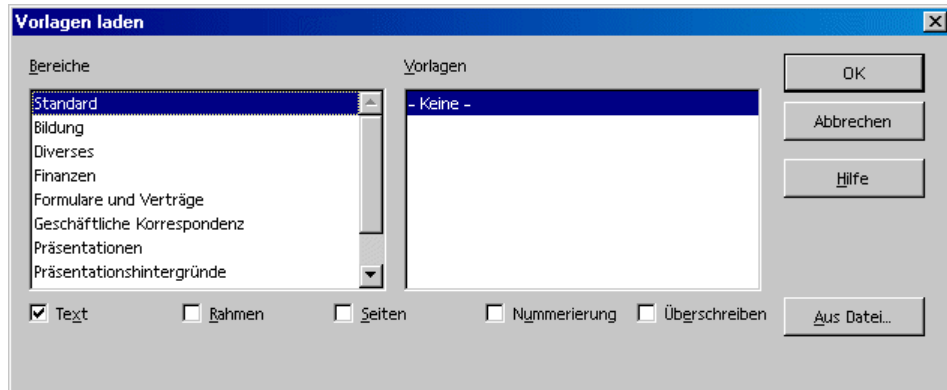 Vorlagen laden
Bereiche
Vorlagen
Standard
Bildung
Diverses
Finanzen
Formulare und Verträge
Geschäftliche Korrespondenz
Präsentationen
Präsentationshintergründe
- Keine -
OK
Abbrechen
Hilfe
Text Rahmen Seiten Nummerierung Überschreiben
Aus Datei...